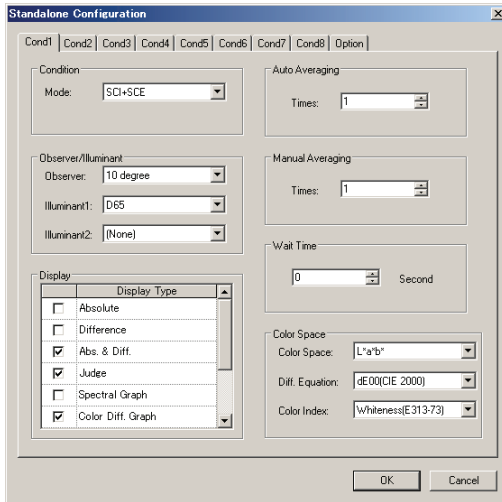 Standalone Configuration
Cond1 Cond2 Cond3 Cond4 Cond5 Cond6 Cond7 Cond8 Option
Condition
Mode: SCI+SCE
Observer/Illuminant
Observer: 10 degree
Illuminant1: D65
Illuminant2: (None)
Display
Display Type
Absolute
Difference
Abs. & Diff.
Judge
Spectral Graph
Color Diff. Graph
Auto Averaging
Times: 1
Manual Averaging
Times: 1
Wait Time
0 Second
Color Space
Color Space: L*a*b*
Diff. Equation: dE00(CIE 2000)
Color Index: Whiteness(E313-73)
OK Cancel